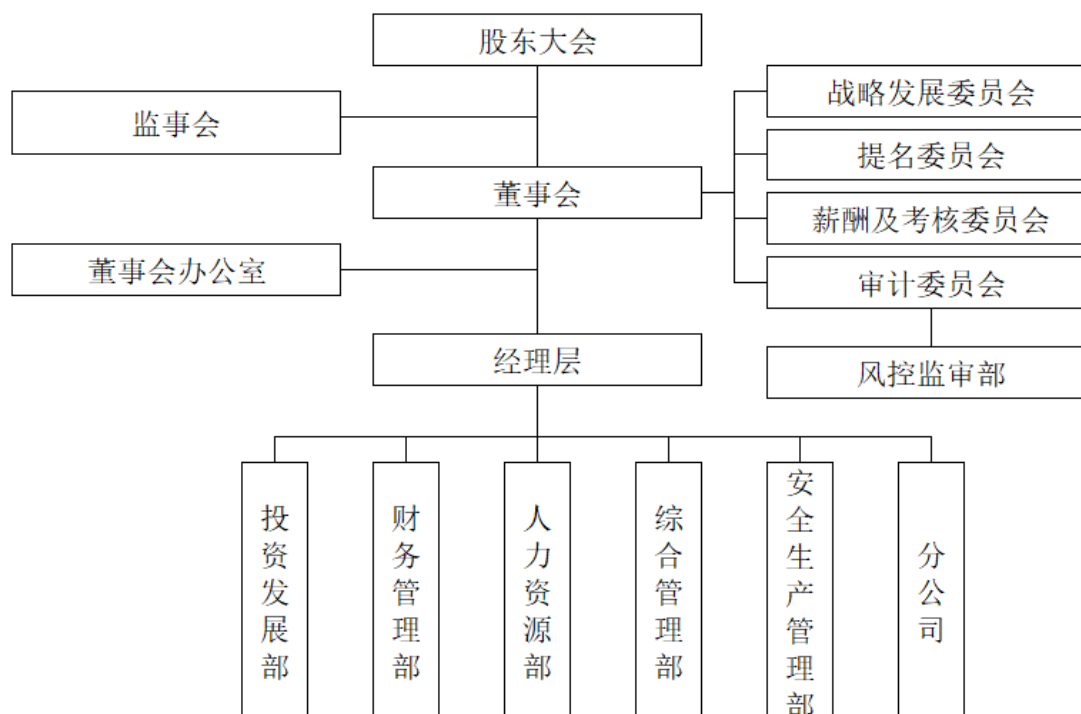 股东大会
战略发展委员会
监事会
提名委员会
董事会
薪酬及考核委员会
董事会办公室
审计委员会
经理层
风控监审部
投资发展部
财务管理部
人力资源部
综合管理部
安全生产管理部
分公司